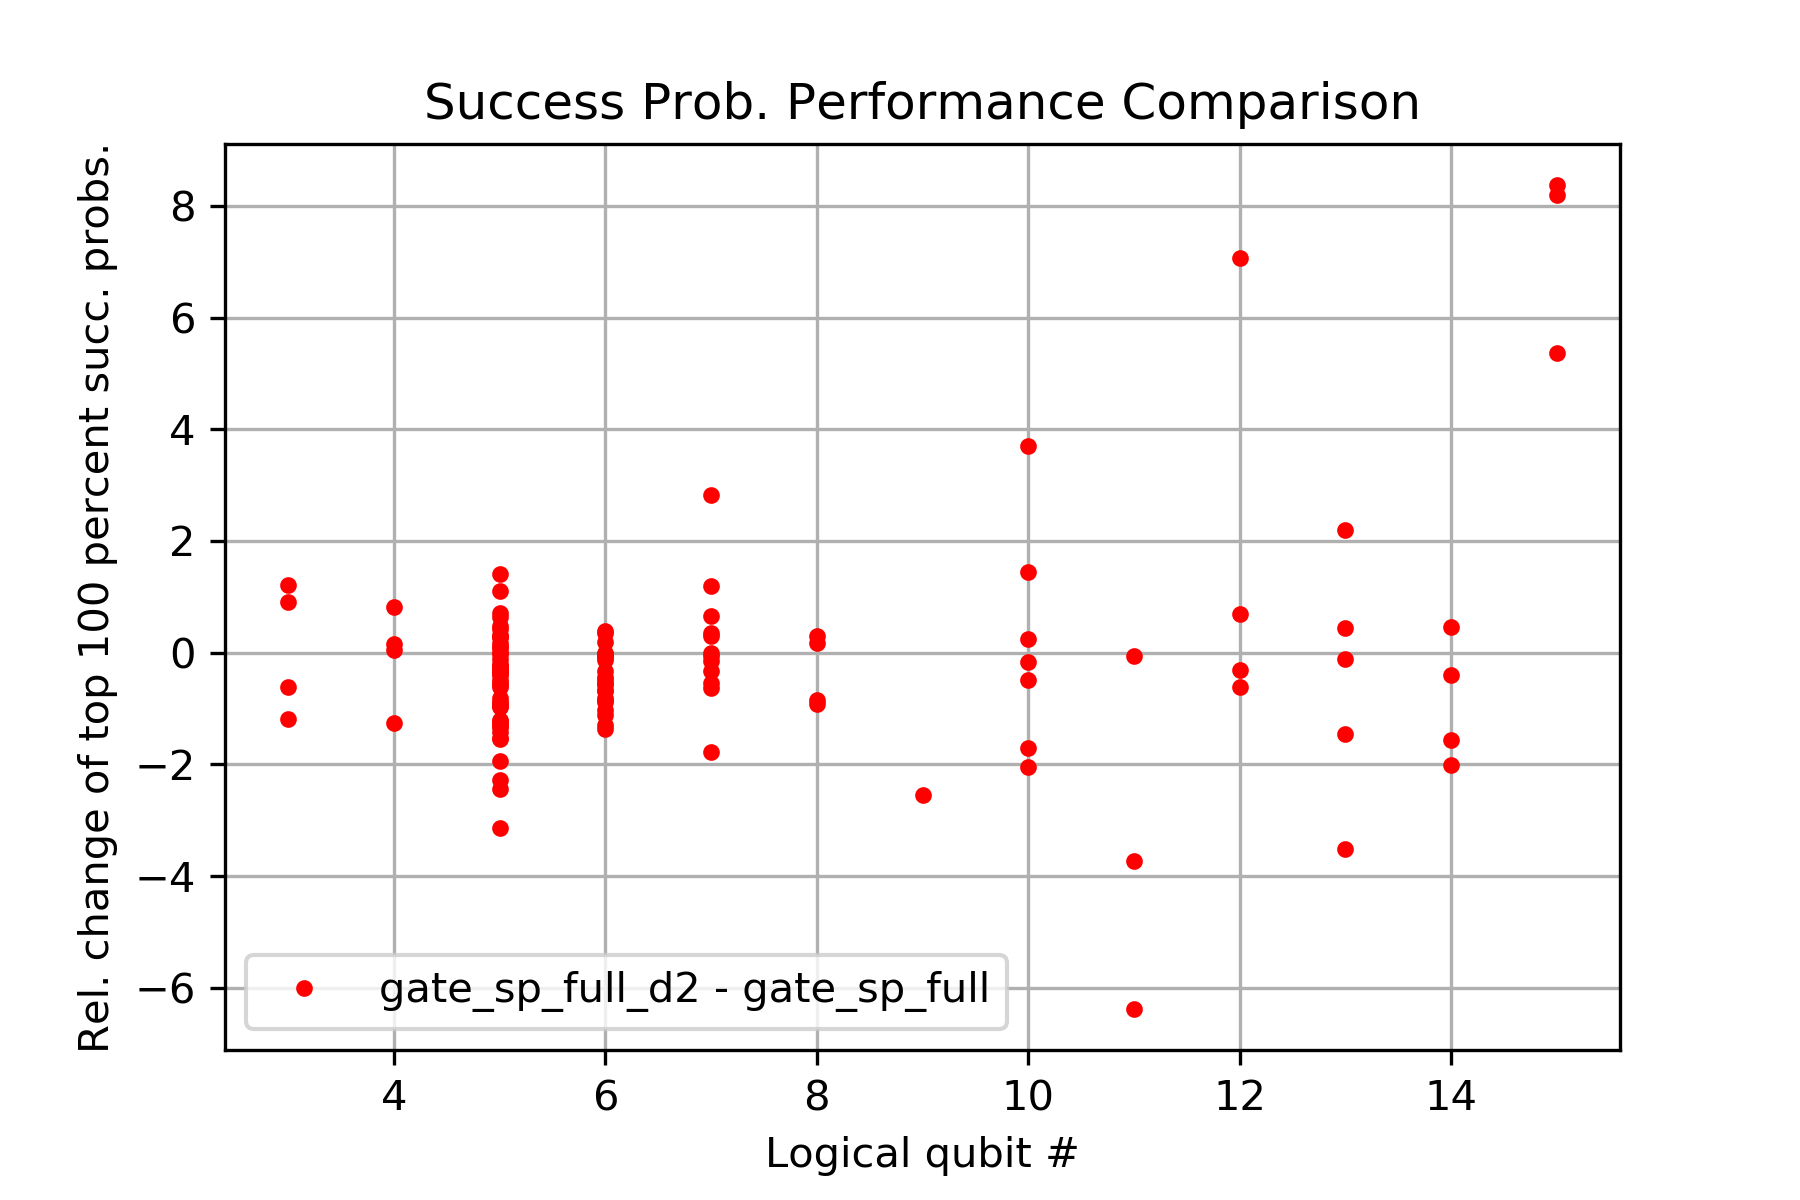 Success Prob. Performance Comparison
Rel. change of top 100 percent succ. probs.
8
6
4
2
0
−2
−4
−6
gate_sp_full_d2 - gate_sp_full
4 6 8 10 12 14
Logical qubit #